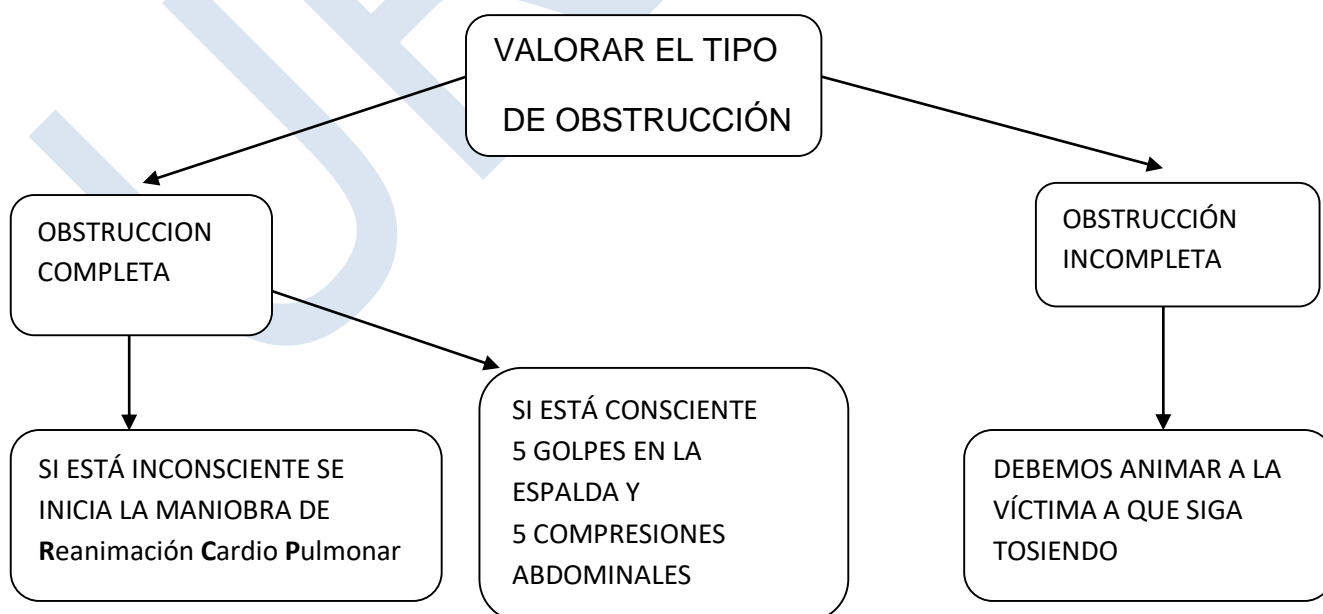 VALORAR EL TIPO
DE OBSTRUCCIÓN
OBSTRUCCION
COMPLETA
OBSTRUCCIÓN
INCOMPLETA
SI ESTÁ INCONSCIENTE SE
INICIA LA MANIOBRA DE
Reanimación Cardio Pulmonar
SI ESTÁ CONSCIENTE
5 GOLPES EN LA
ESPALDA Y
5 COMPRESIONES
ABDOMINALES
DEBEMOS ANIMAR A LA
VÍCTIMA A QUE SIGA
TOSIENDO